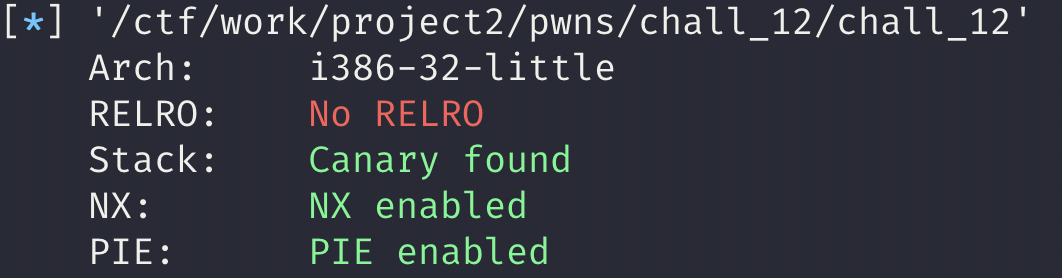 [*] '/ctf/work/project2/pwns/chall_12/chall_12'
    Arch:     i386-32-little
    RELRO:    No RELRO
    Stack:    Canary found
    NX:       NX enabled
    PIE:      PIE enabled